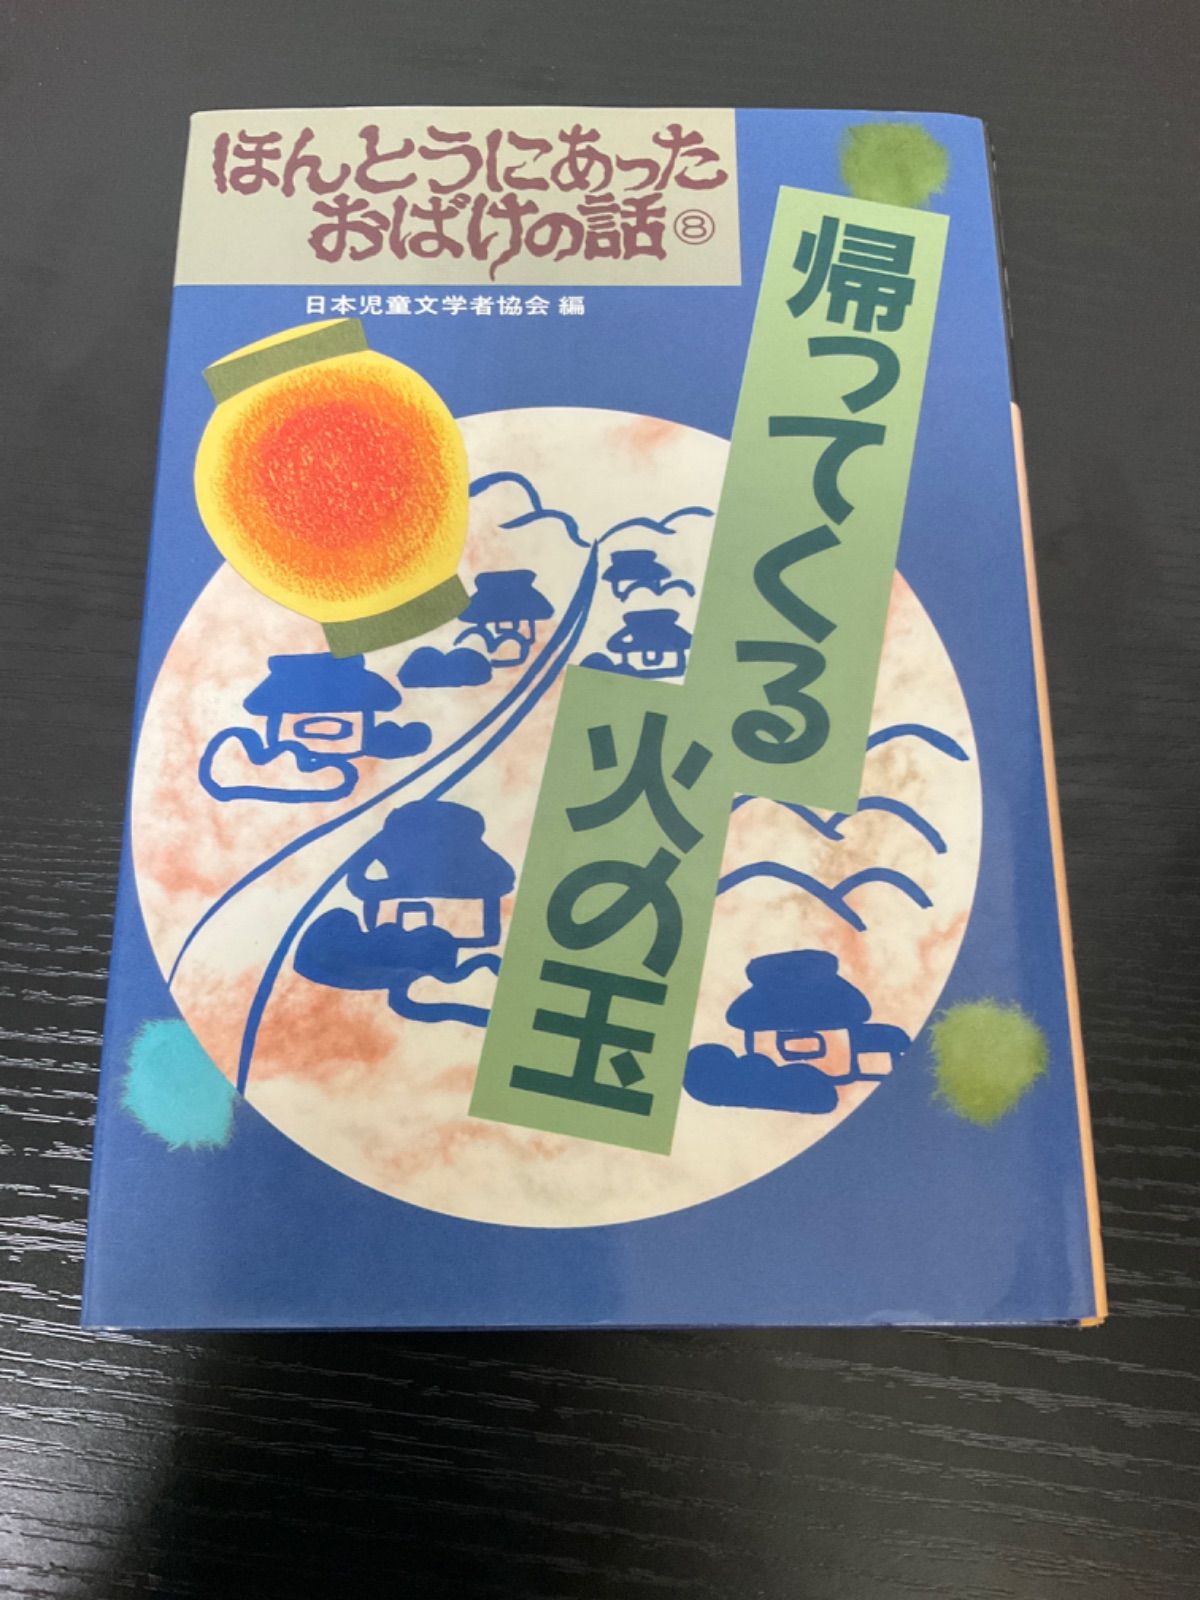 ほんとうにあった
おばけの話⑧
日本児童文学者協会 編
帰ってくる
火の玉